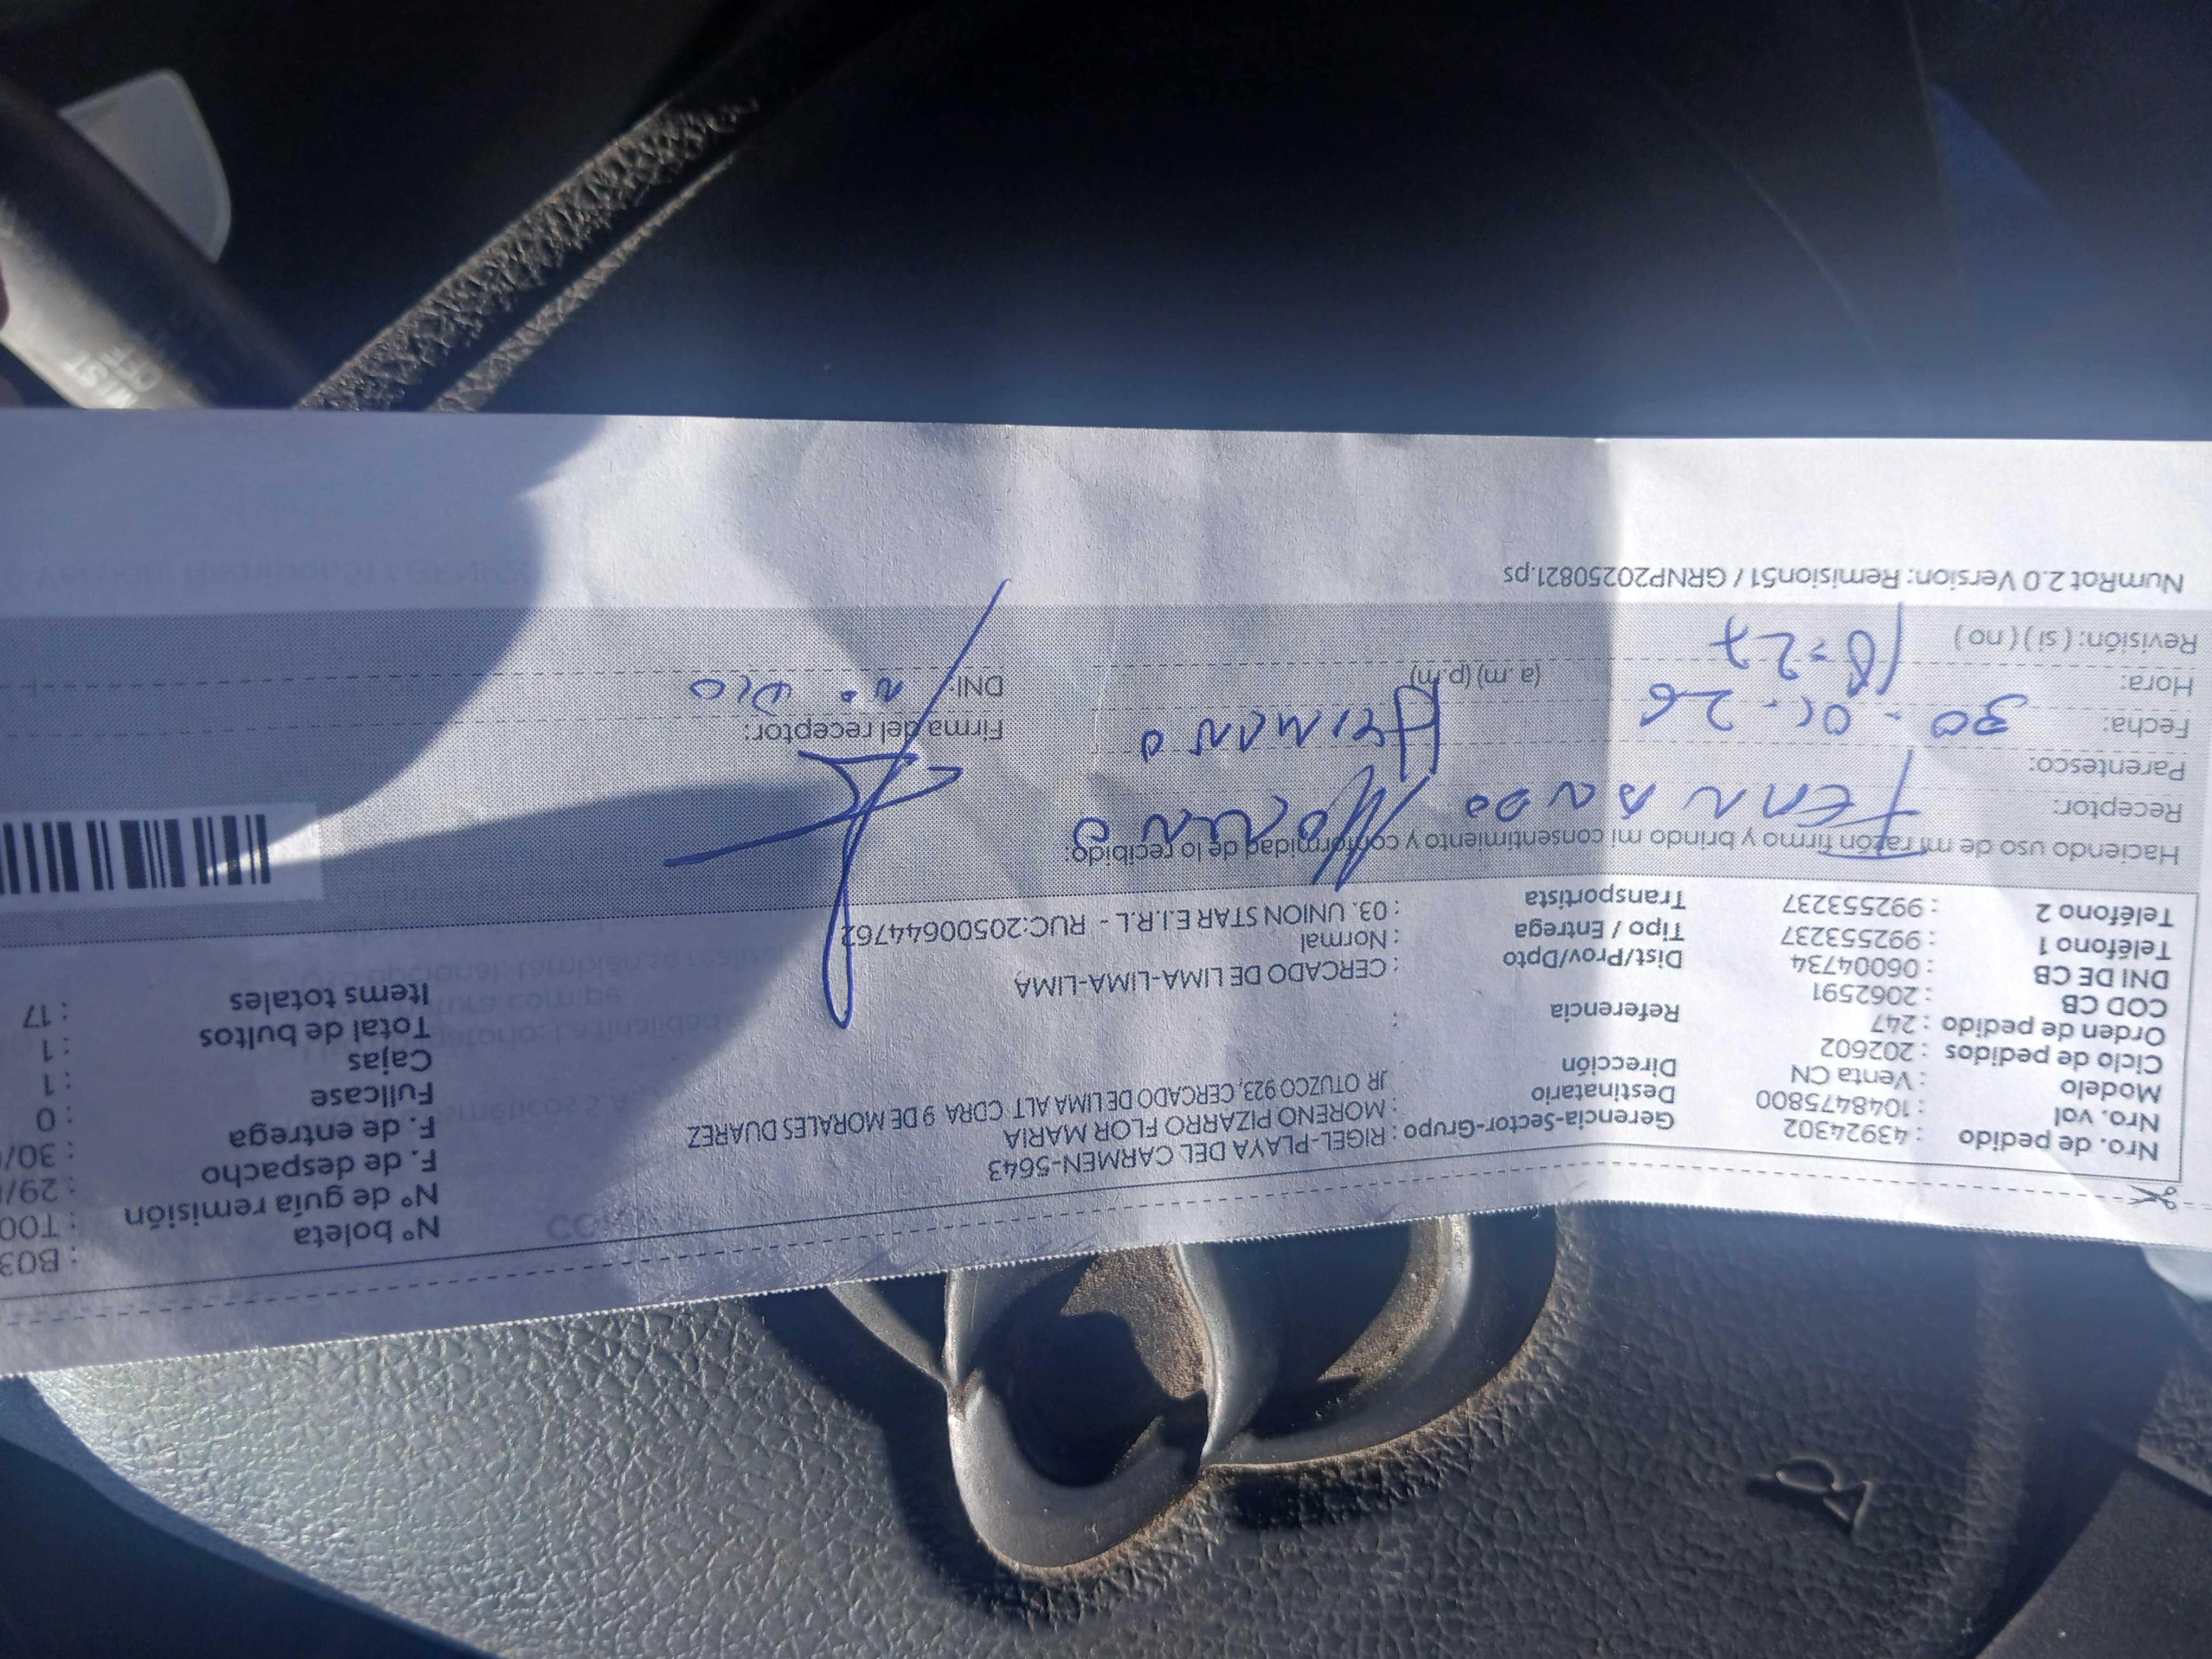 Nro. de pedido : 43924302
Nro. vol : 1048475800
Modelo : Venta CN
Ciclo de pedidos : 202602
Orden de pedido : 247
COD CB : 2062591
DNI DE CB : 06004734
Teléfono 1 : 992553237
Teléfono 2 : 992553237
Gerencia-Sector-Grupo : RIGEL-PLAYA DEL CARMEN-5643
Destinatario : MORENO PIZARRO FLOR MARIA
Dirección JR OTUZCO 923, CERCADO DE LIMA ALT CDRA 9 DE MORALES DUAREZ
Referencia :
Dist/Prov/Dpto : CERCADO DE LIMA-LIMA-LIMA
Tipo / Entrega : Normal
Transportista : 03. UNION STAR E.I.R.L - RUC:20500644762
Nº boleta : B03
Nº de guía remisión : T00
F. de despacho : 29/
F. de entrega : 30/
Fullcase : 0
Cajas : 1
Total de bultos : 1
Items totales : 17
Haciendo uso de mi razón firmo y brindo mi consentimiento y conformidad de lo recibido:
Receptor: Fernando Moreno
Parentesco: Hermano
Fecha: 30-01-26
Hora: 18:27 (a. m) (p.m)
Revisión: ( si ) ( no )
Firma del receptor:
DNI: no dio
NumRot 2.0 Version: Remision51 / GRNP20250821.ps